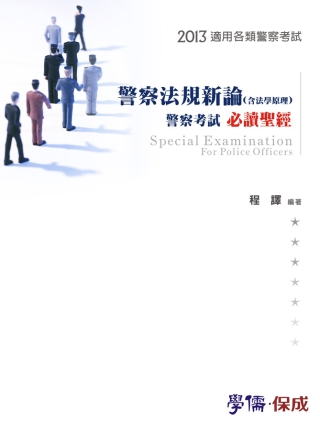 2013 適用各類警察考試
警察法規新論(含法學原理)
警察考試 必讀聖經
Special Examination
For Police Officers
程 譯 編著
學儒·保成